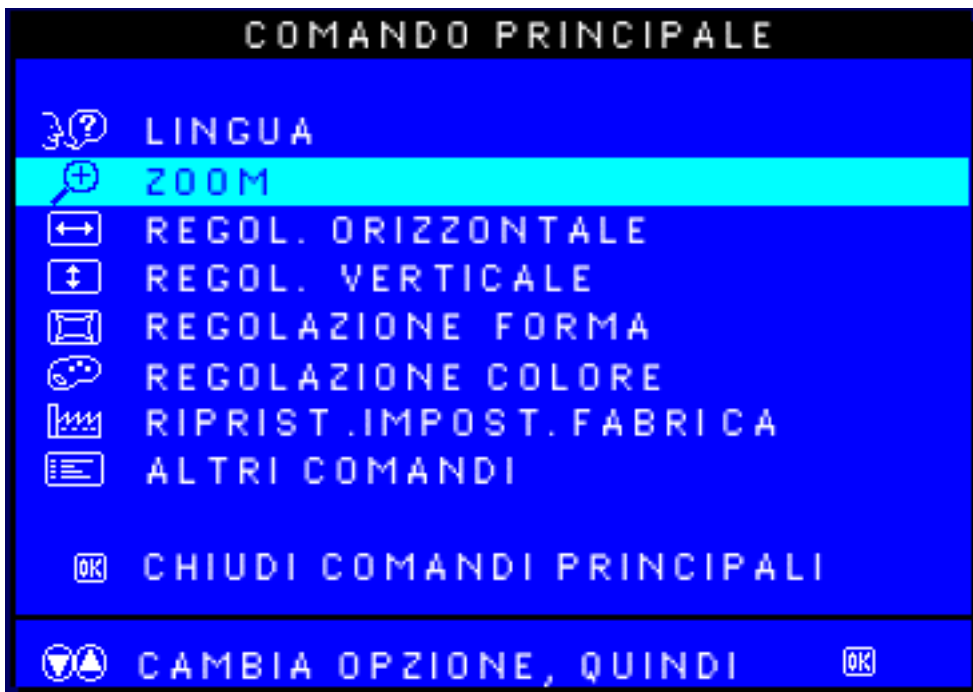 COMANDO PRINCIPALE
LINGUA
ZOOM
REGOL. ORIZZONTALE
REGOL. VERTICALE
REGOLAZIONE FORMA
REGOLAZIONE COLORE
RIPRIST.IMPOST.FABRICA
ALTRI COMANDI
OK CHIUDI COMANDI PRINCIPALI
CAMBIA OPZIONE, QUINDI OK